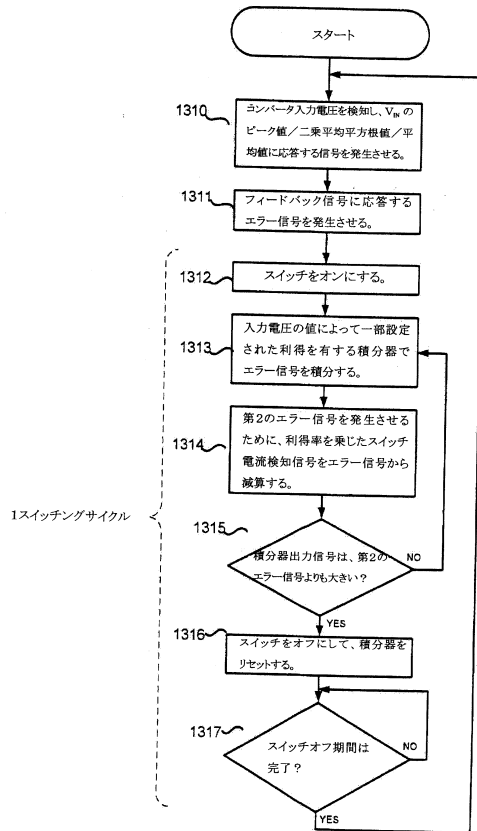 スタート
1310
コンバータ入力電圧を検知し、VINの
ピーク値／二乗平均平方根値／平
均値に応答する信号を発生させる。
1311
フィードバック信号に応答する
エラー信号を発生させる。
1312
スイッチをオンにする。
1313
入力電圧の値によって一部設定
された利得を有する積分器で
エラー信号を積分する。
1314
第2のエラー信号を発生させる
ために、利得率を乗じたスイッチ
電流検知信号をエラー信号から
減算する。
1スイッチングサイクル
1315
積分器出力信号は、第2の
エラー信号よりも大きい？
NO
YES
1316
スイッチをオフにして、積分器を
リセットする。
1317
スイッチオフ期間は
完了？
NO
YES